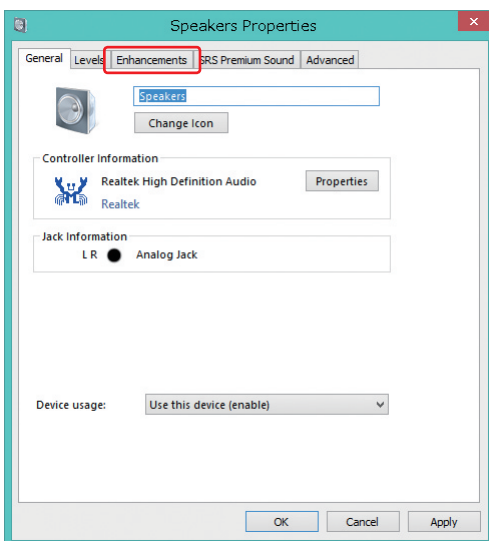 Speakers Properties
General Levels Enhancements SRS Premium Sound Advanced
Speakers
Change Icon
Controller Information
Realtek High Definition Audio Properties
Realtek
Jack Information
L R Analog Jack
Device usage: Use this device (enable)
OK Cancel Apply